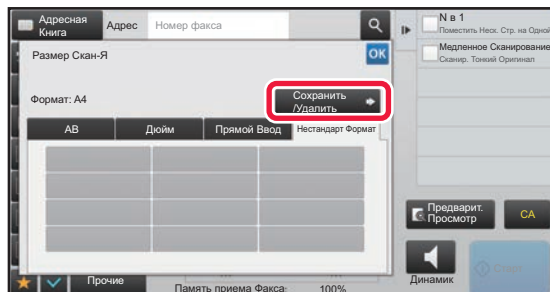 Адресная
Книга
Адрес
Номер факса
N в 1
Поместить Неск. Стр. на Одной
Медленное Сканирование
Сканир. Тонкий Оригинал
Размер Скан-Я
OK
Формат: A4
Сохранить
/Удалить
AB
Дюйм
Прямой Ввод
Нестандарт Формат
Предварит.
Просмотр
CA
Прочие
Память приема Факса:
100%
Динамик
Старт